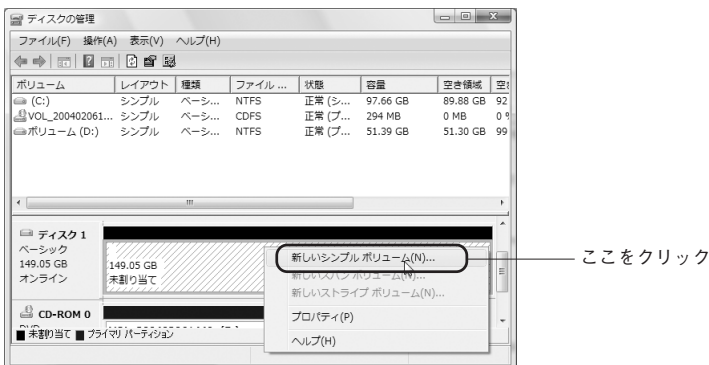 ディスクの管理
ファイル(F) 操作(A) 表示(V) ヘルプ(H)
ボリューム レイアウト 種類 ファイル ... 状態 容量 空き領域
(C:) シンプル ベーシ... NTFS 正常 (シ... 97.66 GB 89.88 GB 92
VOL_200402061... シンプル ベーシ... CDFS 正常 (プ... 294 MB 0 MB 0 %
ボリューム (D:) シンプル ベーシ... NTFS 正常 (プ... 51.39 GB 51.30 GB 99
ディスク 1
ベーシック
149.05 GB
オンライン
149.05 GB
未割り当て
新しいシンプル ボリューム(N)...
ここをクリック
新しいスパン ボリューム(N)...
新しいストライプ ボリューム(N)...
プロパティ(P)
ヘルプ(H)
CD-ROM 0
未割り当て プライマリ パーティション